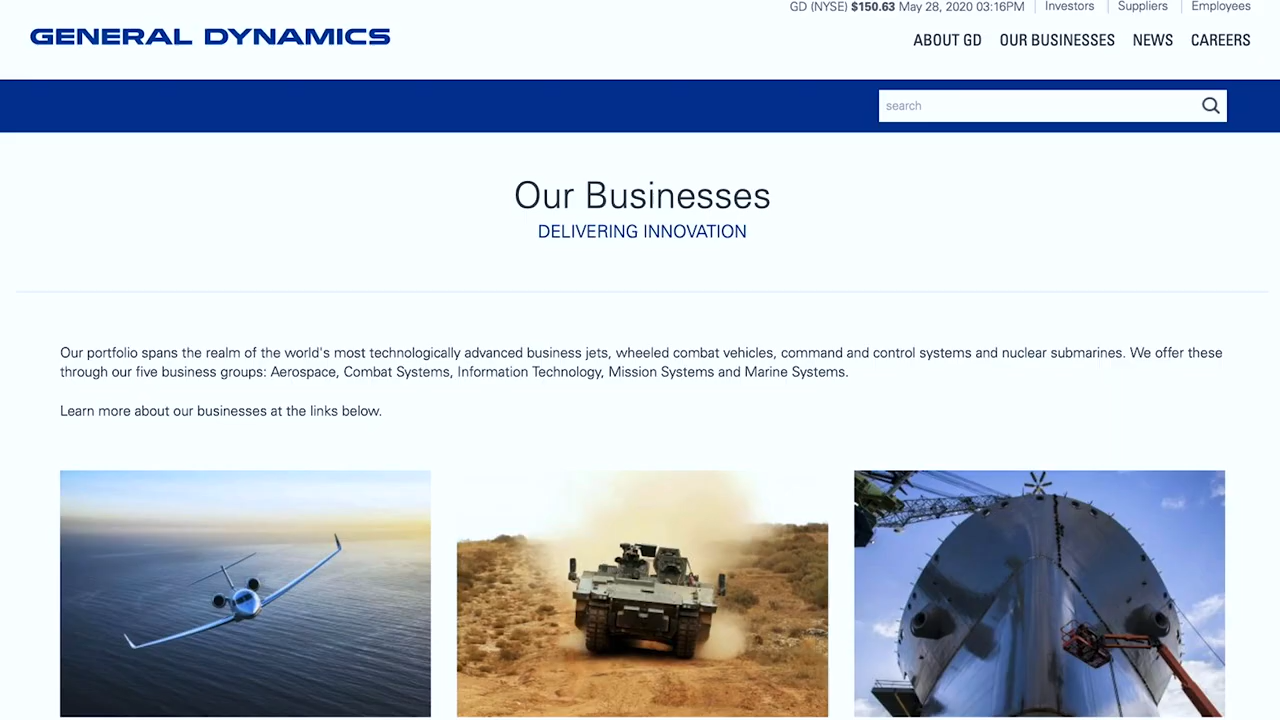 GD (NYSE) $150.63 May 28, 2020 03:16PM Investors Suppliers Employees
GENERAL DYNAMICS
ABOUT GD OUR BUSINESSES NEWS CAREERS
search
Our Businesses
DELIVERING INNOVATION
Our portfolio spans the realm of the world's most technologically advanced business jets, wheeled combat vehicles, command and control systems and nuclear submarines. We offer these
through our five business groups: Aerospace, Combat Systems, Information Technology, Mission Systems and Marine Systems.
Learn more about our businesses at the links below.